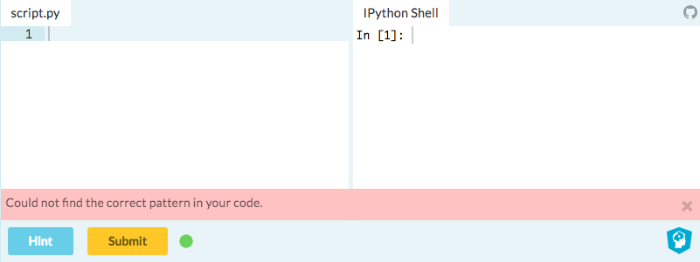 script.py
IPython Shell
1
In [1]:
Could not find the correct pattern in your code.
Hint
Submit